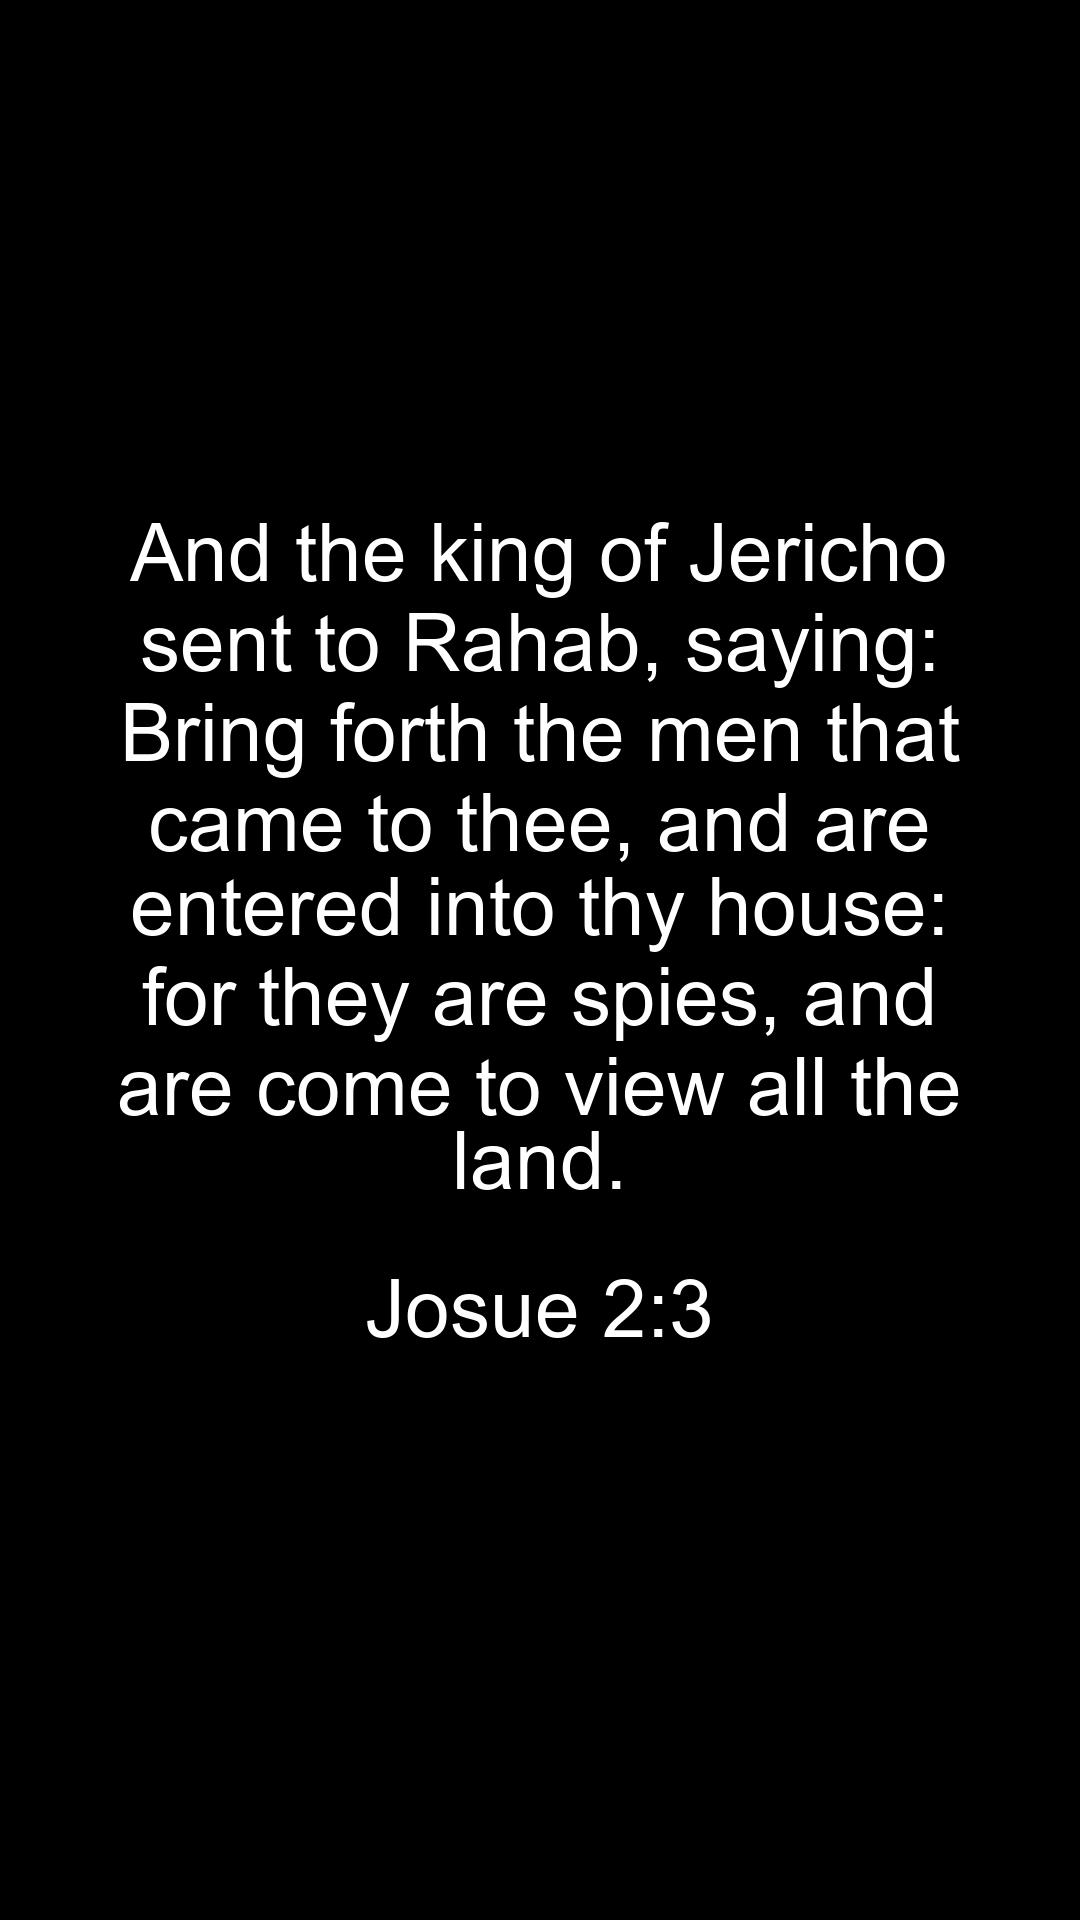 And the king of Jericho
sent to Rahab, saying:
Bring forth the men that
came to thee, and are
entered into thy house:
for they are spies, and
are come to view all the
land.
Josue 2:3